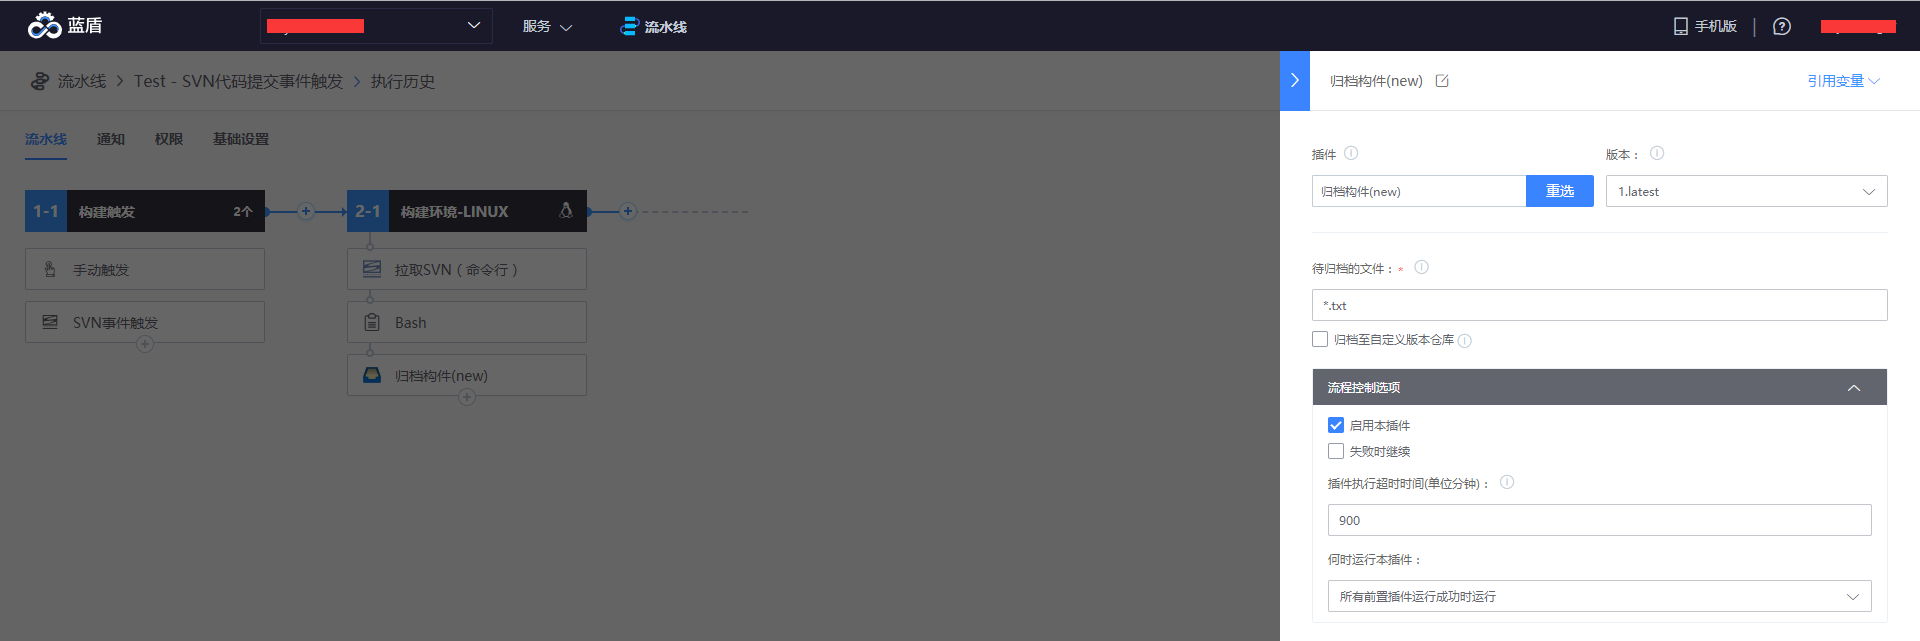 蓝盾
服务
流水线
手机版
流水线 > Test - SVN代码提交事件触发 > 执行历史
流水线
通知
权限
基础设置
1-1 构建触发 2个
手动触发
SVN事件触发
2-1 构建环境-LINUX
拉取SVN（命令行）
Bash
归档构件(new)
归档构件(new)
引用变量
插件
版本：
归档构件(new)
重选
1.latest
待归档的文件：*
*.txt
归档至自定义版本仓库
流程控制选项
启用本插件
失败时继续
插件执行超时时间(单位分钟)：
900
何时运行本插件：
所有前置插件运行成功时运行